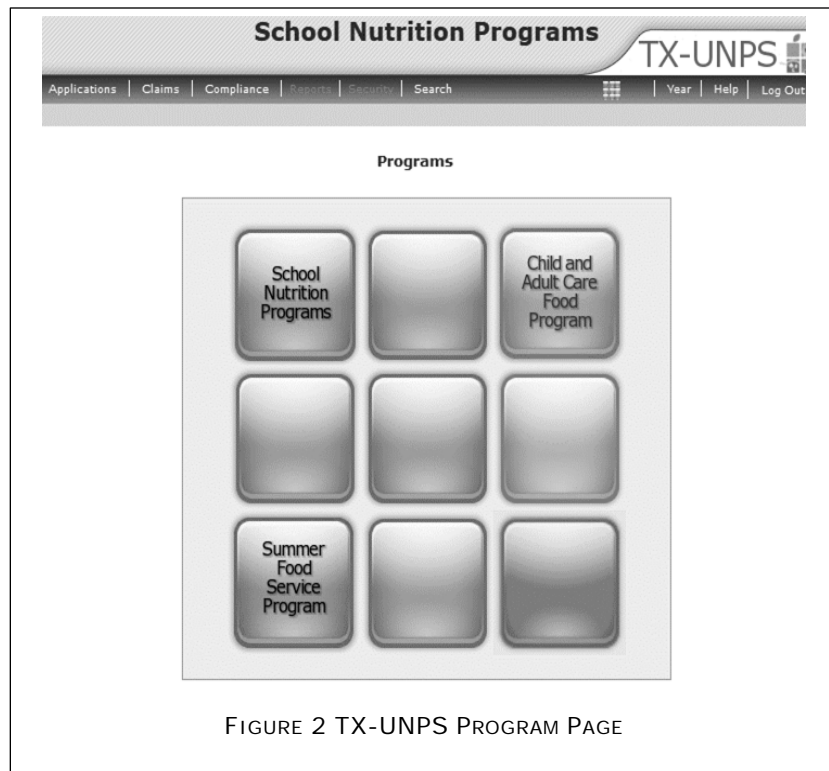 School Nutrition Programs
TX-UNPS
Applications | Claims | Compliance | Reports | Security | Search | Year | Help | Log Out
Programs
School
Nutrition
Programs
Child and
Adult Care
Food
Program
Summer
Food
Service
Program
FIGURE 2 TX-UNPS PROGRAM PAGE